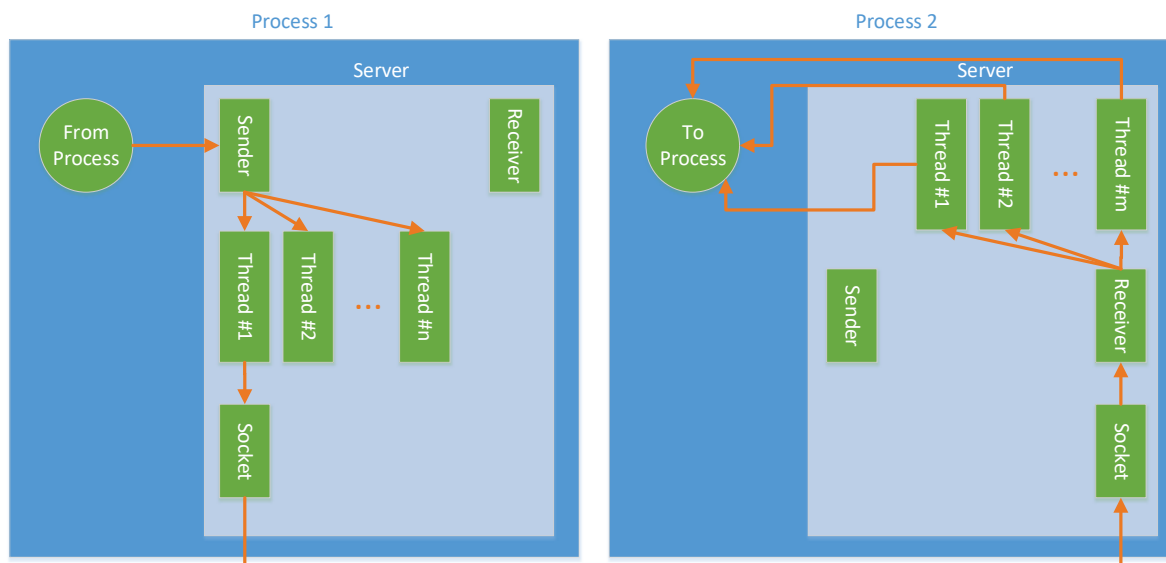 Process 1
Server
From
Process
Sender
Receiver
Thread #1
Thread #2
...
Thread #n
Socket
Process 2
Server
To
Process
Thread #1
Thread #2
...
Thread #m
Sender
Receiver
Socket